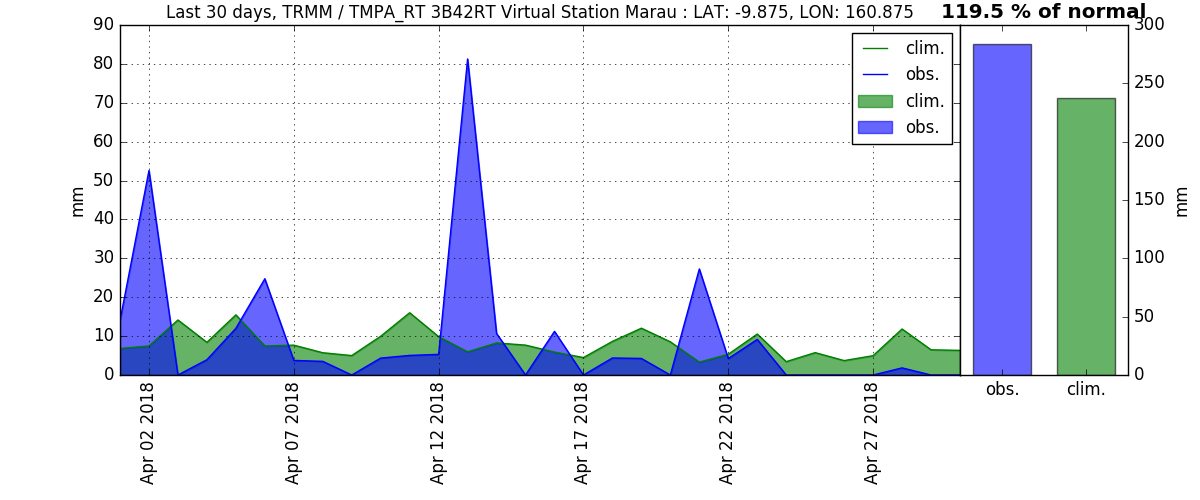 Last 30 days, TRMM / TMPA_RT 3B42RT Virtual Station Marau : LAT: -9.875, LON: 160.875
119.5 % of normal
90
80
70
60
50
40
30
20
10
0
mm
clim.
obs.
clim.
obs.
Apr 02 2018
Apr 07 2018
Apr 12 2018
Apr 17 2018
Apr 22 2018
Apr 27 2018
300
250
200
150
100
50
0
mm
obs.
clim.